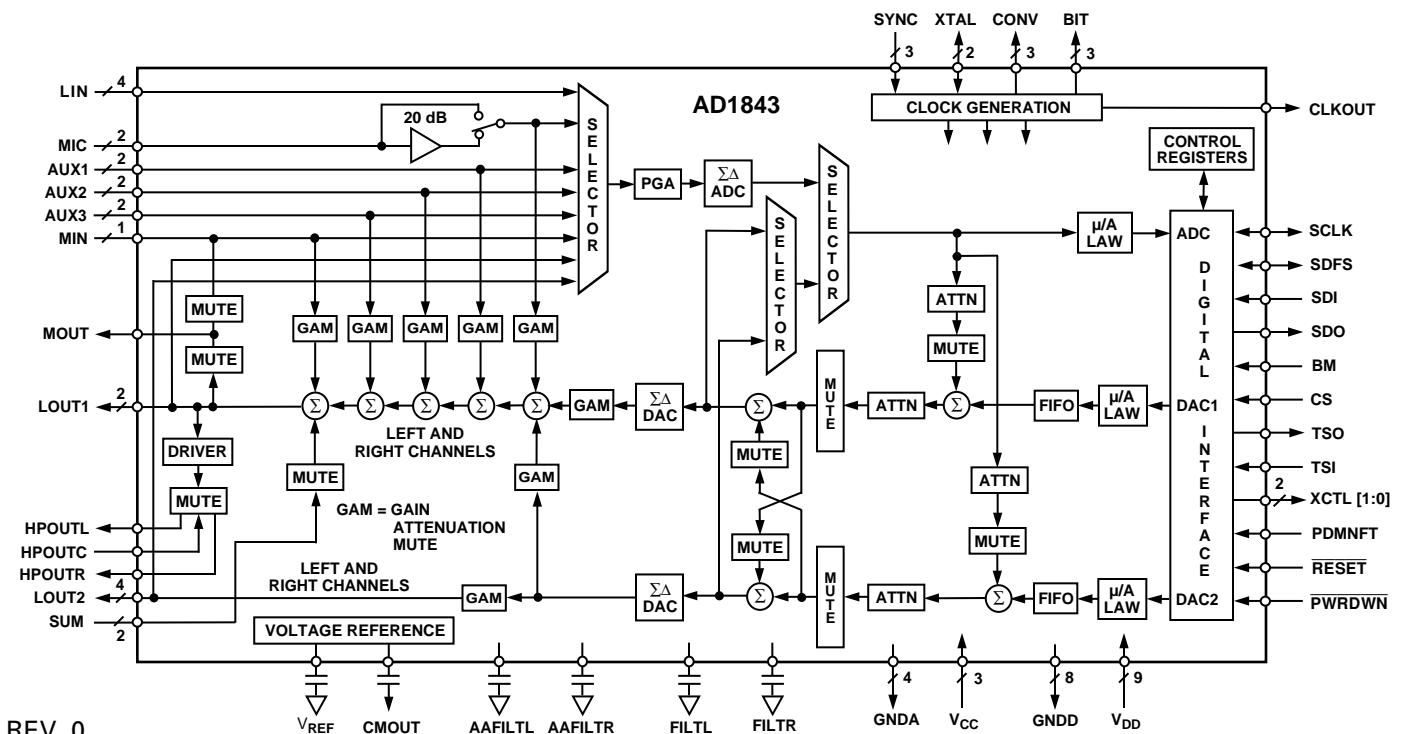 SYNC XTAL CONV BIT
3 2 3 3
AD1843
CLOCK GENERATION
CLKOUT
LIN 4
20 dB
MIC 2
AUX1 2
AUX2 2
AUX3 2
MIN 1
SELECTOR
PGA
ΣΔ
ADC
SELECTOR
SELECTOR
CONTROL
REGISTERS
µ/A
LAW
ADC
DIGITAL
INTERFACE
SCLK
SDFS
SDI
SDO
BM
CS
TSO
TSI
2
XCTL [1:0]
PDMNFT
RESET
PWRDWN
MUTE
MOUT
MUTE
GAM GAM GAM GAM GAM
ATTN
MUTE
LOUT1 2
Σ Σ Σ Σ Σ
GAM
ΣΔ
DAC
Σ
MUTE
ATTN
Σ
FIFO
µ/A
LAW
DAC1
LEFT AND
RIGHT CHANNELS
DRIVER
MUTE
MUTE
GAM
MUTE
ATTN
MUTE
GAM = GAIN
ATTENUATION
MUTE
MUTE
HPOUTL
HPOUTC
HPOUTR
LOUT2 4
SUM 2
LEFT AND
RIGHT CHANNELS
GAM
ΣΔ
DAC
Σ
MUTE
ATTN
Σ
FIFO
µ/A
LAW
DAC2
VOLTAGE REFERENCE
4 3 8 9
VREF CMOUT AAFILTL AAFILTR FILTL FILTR GNDA VCC GNDD VDD